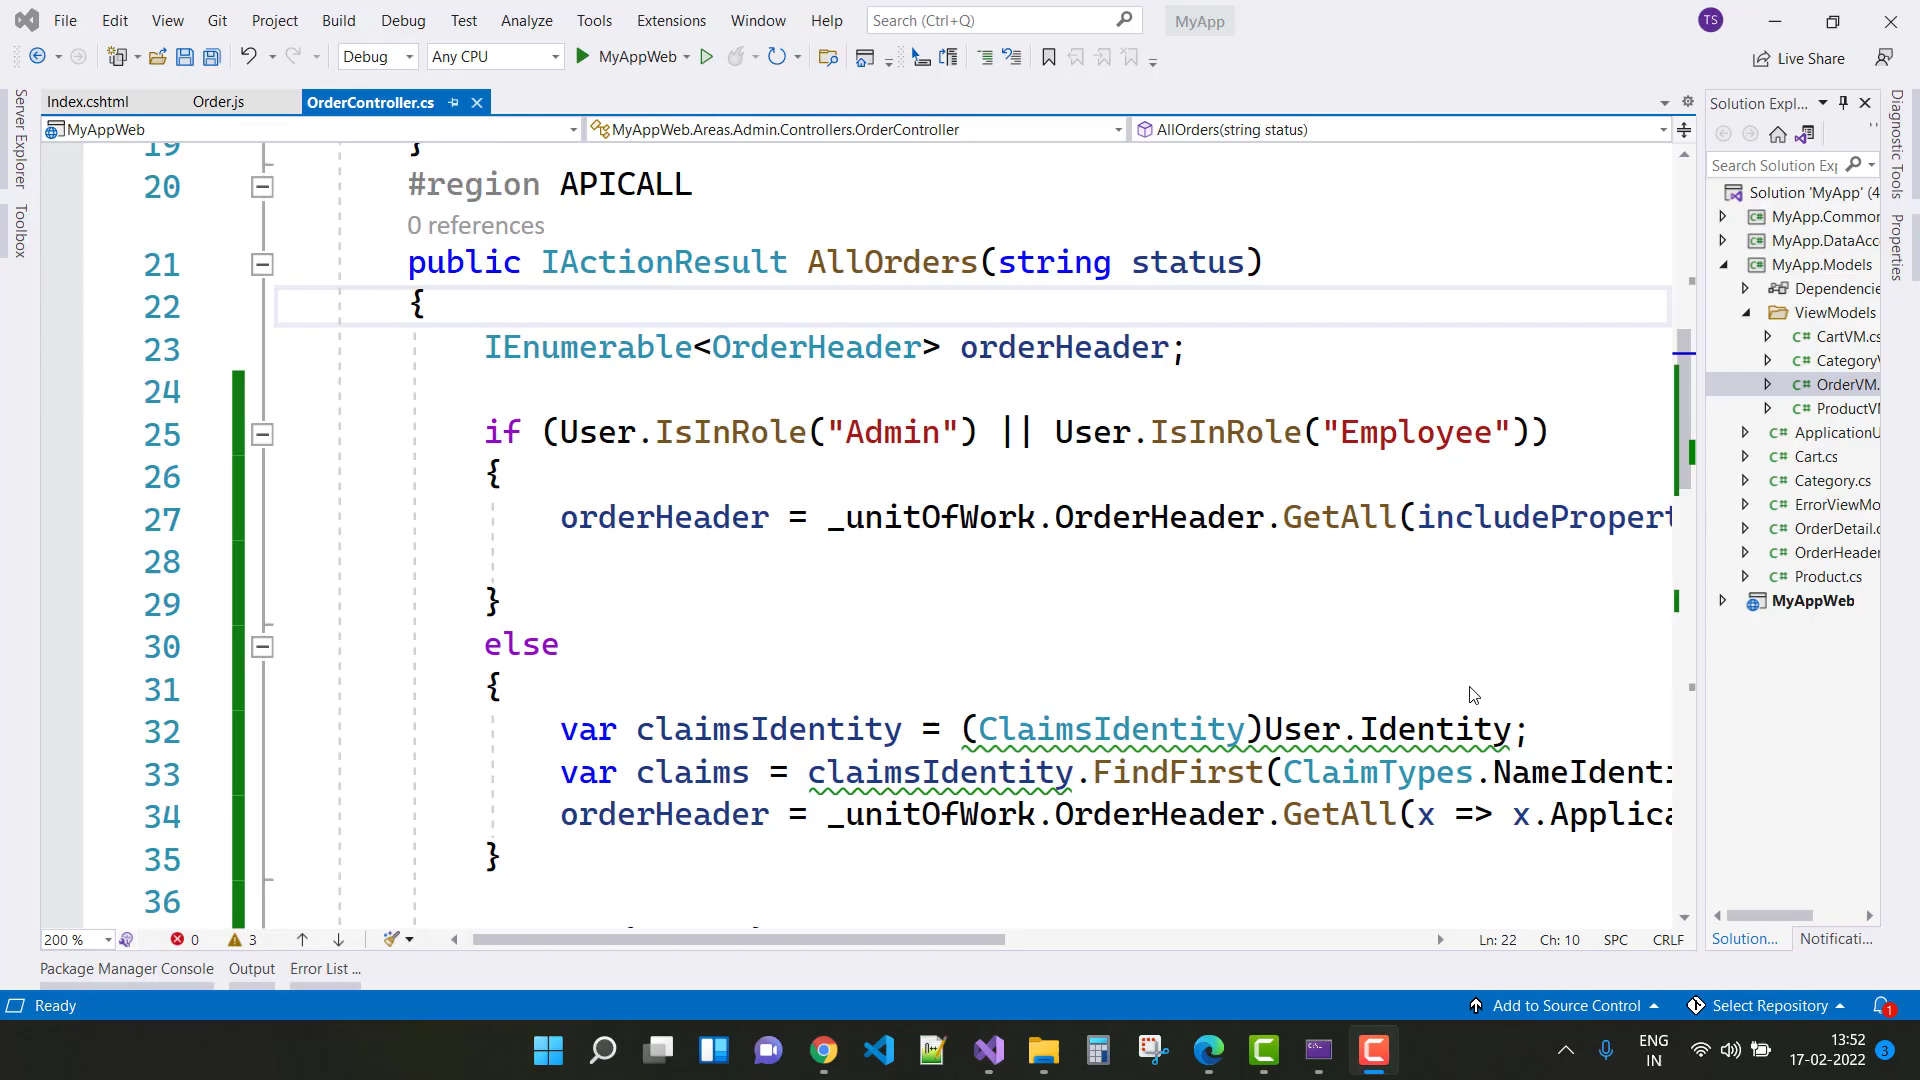 File Edit View Git Project Build Debug Test Analyze Tools Extensions Window Help Search (Ctrl+Q) MyApp TS
Debug Any CPU MyAppWeb Live Share
Index.cshtml Order.js OrderController.cs
MyAppWeb MyAppWeb.Areas.Admin.Controllers.OrderController AllOrders(string status)
Server Explorer
Toolbox
19 }
20 #region APICALL
0 references
21 public IActionResult AllOrders(string status)
22 {
23 IEnumerable<OrderHeader> orderHeader;
24
25 if (User.IsInRole("Admin") || User.IsInRole("Employee"))
26 {
27 orderHeader = _unitOfWork.OrderHeader.GetAll(includePropert
28
29 }
30 else
31 {
32 var claimsIdentity = (ClaimsIdentity)User.Identity;
33 var claims = claimsIdentity.FindFirst(ClaimTypes.NameIdenti
34 orderHeader = _unitOfWork.OrderHeader.GetAll(x => x.Applica
35 }
36
200 % 0 3 Ln: 22 Ch: 10 SPC CRLF
Solution Expl...
Search Solution Exp
Solution 'MyApp' (4
MyApp.Common
MyApp.DataAcc
MyApp.Models
Dependencie
ViewModels
C# CartVM.cs
C# CategoryV
C# OrderVM.
C# ProductVM
C# ApplicationU
C# Cart.cs
C# Category.cs
C# ErrorViewMo
C# OrderDetail.c
C# OrderHeader
C# Product.cs
MyAppWeb
Solution... Notificati...
Diagnostic Tools
Properties
Package Manager Console Output Error List ...
Ready Add to Source Control Select Repository 1
ENG
IN
13:52
17-02-2022
3